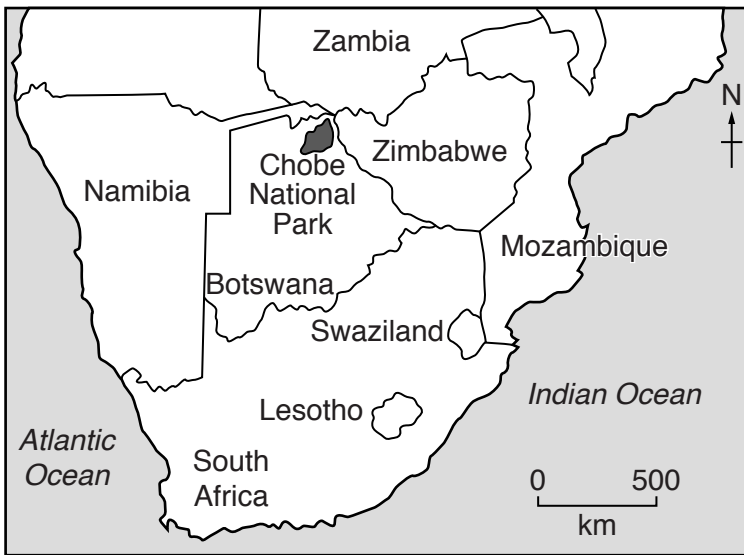 Zambia
N
Zimbabwe
Chobe
National
Park
Namibia
Mozambique
Botswana
Swaziland
Indian Ocean
Lesotho
Atlantic
Ocean
South
Africa
0 500
km